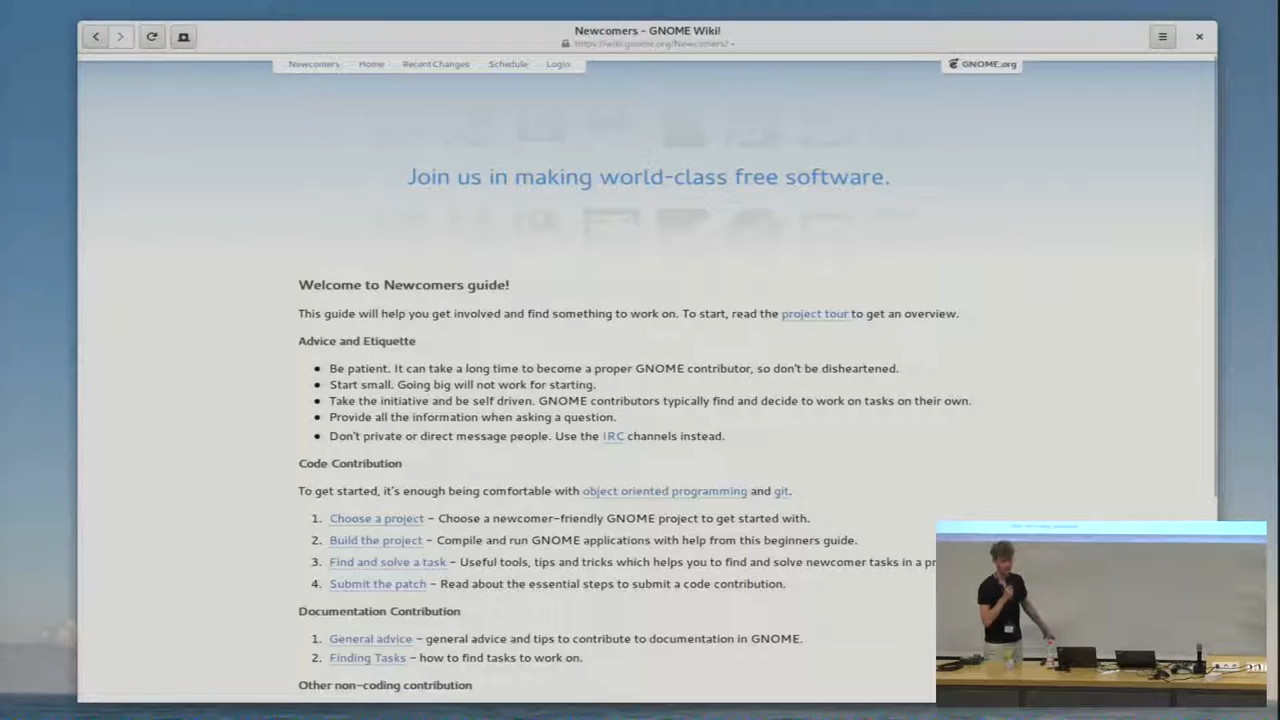 Newcomers - GNOME Wiki!
https://wiki.gnome.org/Newcomers/
Newcomers Home RecentChanges Schedule Login GNOME.org
Join us in making world-class free software.
Welcome to Newcomers guide!
This guide will help you get involved and find something to work on. To start, read the project tour to get an overview.
Advice and Etiquette
• Be patient. It can take a long time to become a proper GNOME contributor, so don't be disheartened.
• Start small. Going big will not work for starting.
• Take the initiative and be self driven. GNOME contributors typically find and decide to work on tasks on their own.
• Provide all the information when asking a question.
• Don't private or direct message people. Use the IRC channels instead.
Code Contribution
To get started, it's enough being comfortable with object oriented programming and git.
1. Choose a project - Choose a newcomer-friendly GNOME project to get started with.
2. Build the project - Compile and run GNOME applications with help from this beginners guide.
3. Find and solve a task - Useful tools, tips and tricks which helps you to find and solve newcomer tasks in a pr
4. Submit the patch - Read about the essential steps to submit a code contribution.
Documentation Contribution
1. General advice - general advice and tips to contribute to documentation in GNOME.
2. Finding Tasks - how to find tasks to work on.
Other non-coding contribution